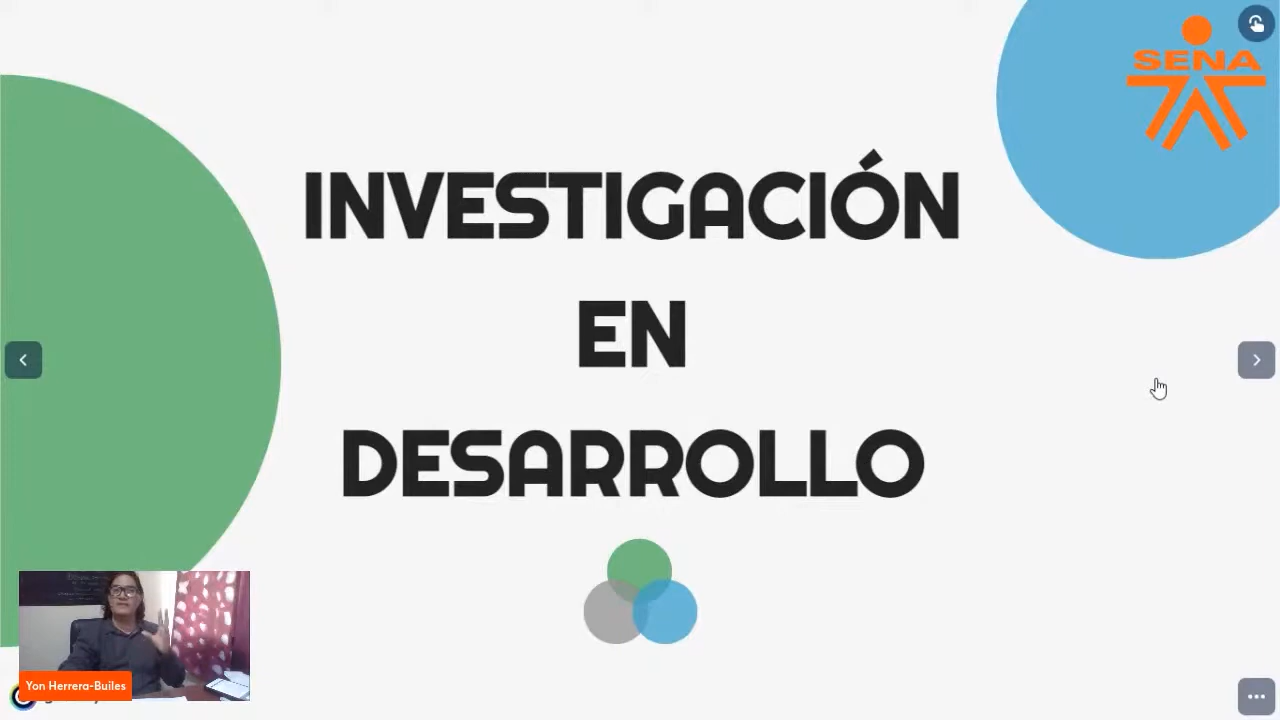 SENA
INVESTIGACIÓN
EN
DESARROLLO
Yon Herrera-Builes